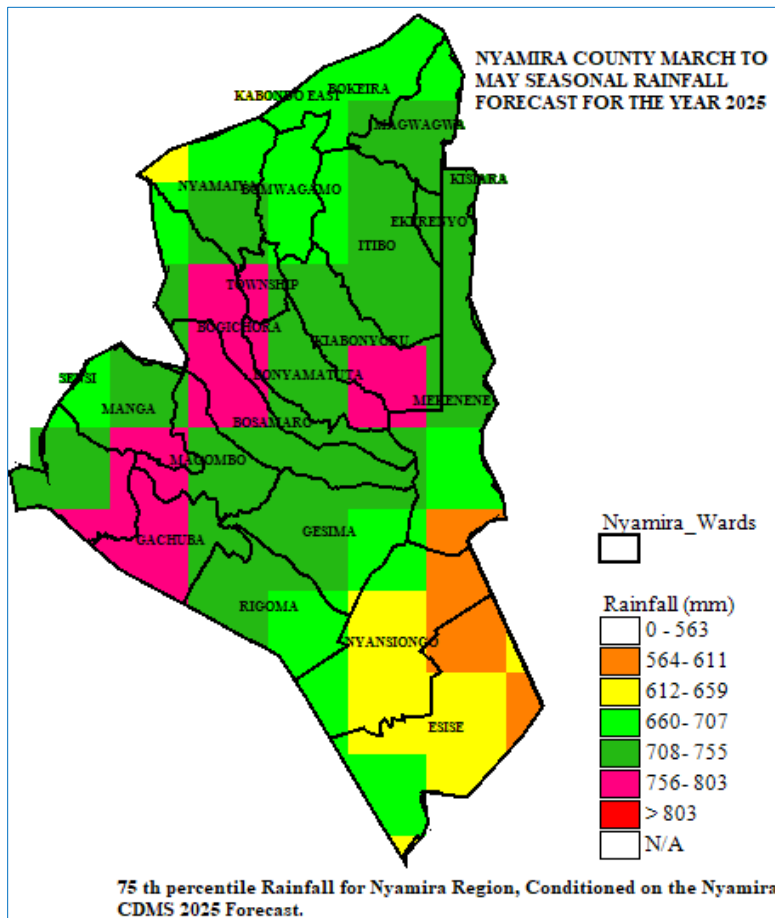 NYAMIRA COUNTY MARCH TO
MAY SEASONAL RAINFALL
FORECAST FOR THE YEAR 2025
BOKEIRA
KABONDO EAST
MAGWAGWA
NYAMAIYA
BOMWAGAMO
KISIARA
EKERENYO
ITIBO
TOWNSHIP
BOGICHORA
KIABONYORU
BONYAMATUTA
SENSI
MEKENENE
MANGA
BOSAMARO
MAGOMBO
GESIMA
GACHUBA
RIGOMA
NYANSIONGO
ESISE
Nyamira_Wards
Rainfall (mm)
0 - 563
564- 611
612- 659
660- 707
708- 755
756- 803
> 803
N/A
75 th percentile Rainfall for Nyamira Region, Conditioned on the Nyamira
CDMS 2025 Forecast.